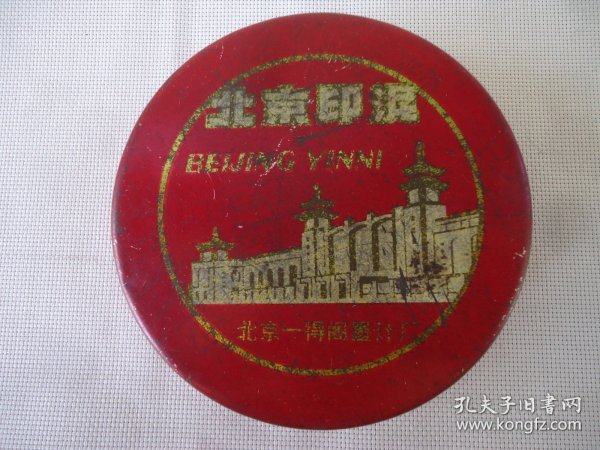 北京印泥
BEIJING YINNI
北京一得阁墨汁厂
孔夫子旧書网
www.kongfz.com